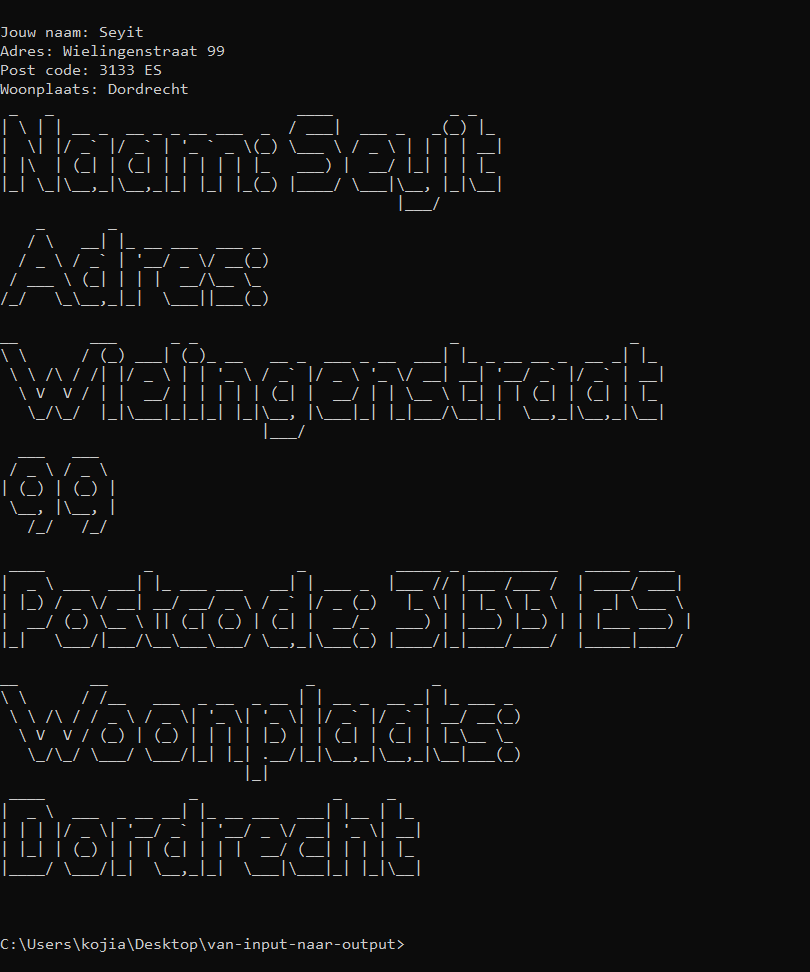 Jouw naam: Seyit
Adres: Wielingenstraat 99
Post code: 3133 ES
Woonplaats: Dordrecht
Naam: Seyit
Adres:
Wielingenstraat
99
Postcode: 3133 ES
Woonplaats:
Dordrecht
C:\Users\kojia\Desktop\van-input-naar-output>